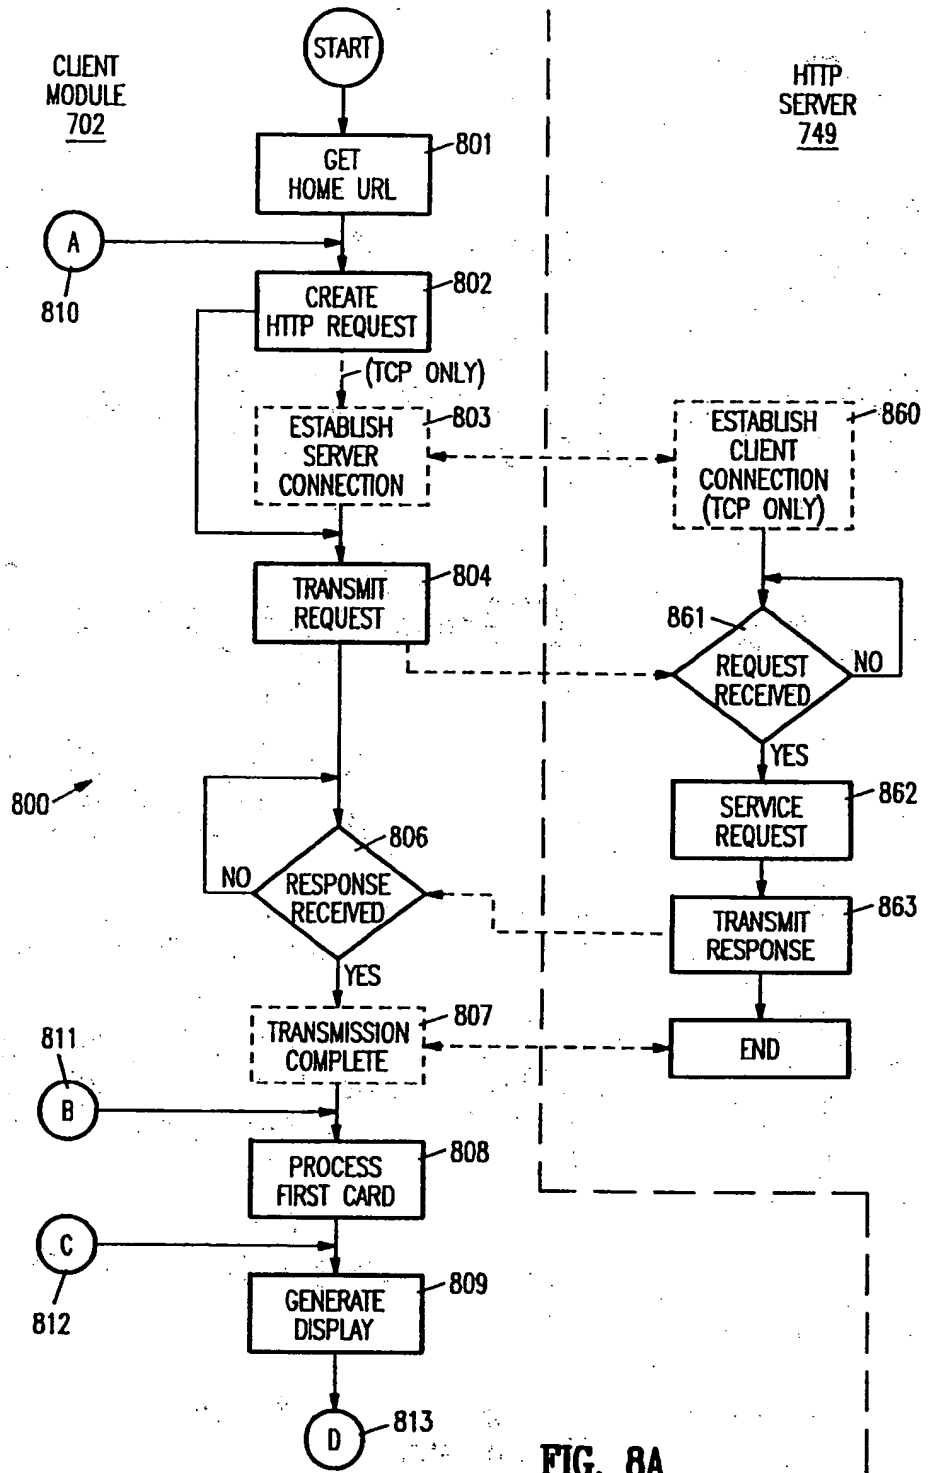 START
CLIENT
MODULE
702
HTTP
SERVER
749
801
GET
HOME URL
A
810
802
CREATE
HTTP REQUEST
(TCP ONLY)
803
ESTABLISH
SERVER
CONNECTION
860
ESTABLISH
CLIENT
CONNECTION
(TCP ONLY)
804
TRANSMIT
REQUEST
861
REQUEST
RECEIVED
NO
YES
800
806
RESPONSE
RECEIVED
NO
YES
862
SERVICE
REQUEST
863
TRANSMIT
RESPONSE
807
TRANSMISSION
COMPLETE
END
811
B
808
PROCESS
FIRST CARD
C
812
809
GENERATE
DISPLAY
D
813
FIG. 8A